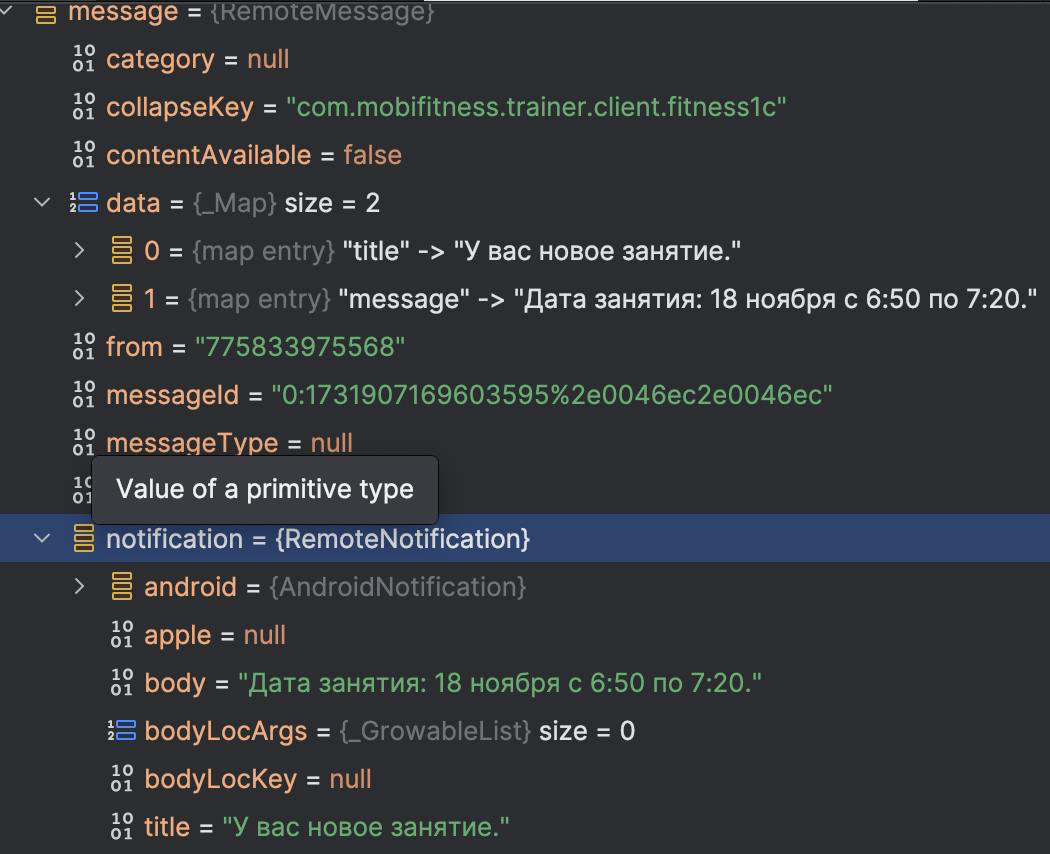 message = {RemoteMessage}
category = null
collapseKey = "com.mobifitness.trainer.client.fitness1c"
contentAvailable = false
data = {_Map} size = 2
0 = {map entry} "title" -> "У вас новое занятие."
1 = {map entry} "message" -> "Дата занятия: 18 ноября с 6:50 по 7:20."
from = "775833975568"
messageId = "0:1731907169603595%2e0046ec2e0046ec"
messageType = null
Value of a primitive type
notification = {RemoteNotification}
android = {AndroidNotification}
apple = null
body = "Дата занятия: 18 ноября с 6:50 по 7:20."
bodyLocArgs = {_GrowableList} size = 0
bodyLocKey = null
title = "У вас новое занятие."